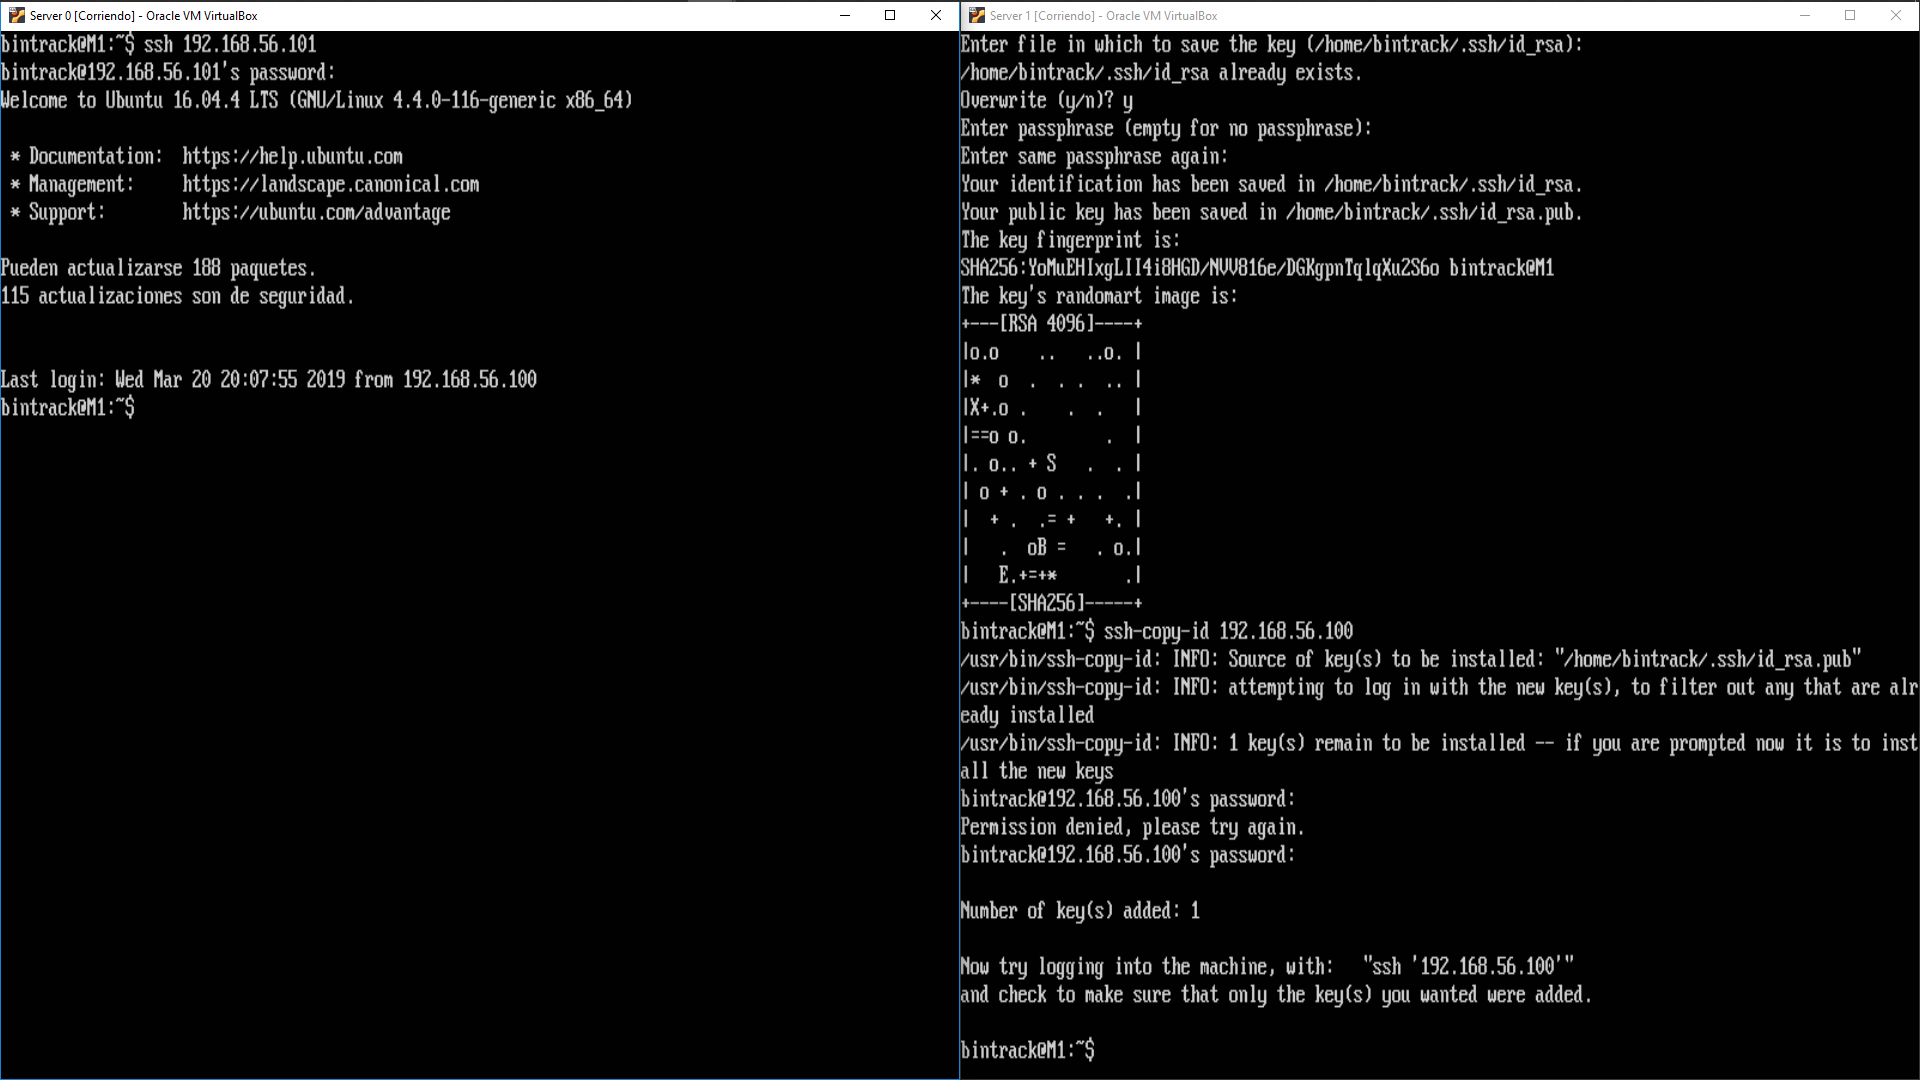 Server 0 [Corriendo] - Oracle VM VirtualBox
bintrack@M1:~$ ssh 192.168.56.101
bintrack@192.168.56.101's password:
Welcome to Ubuntu 16.04.4 LTS (GNU/Linux 4.4.0-116-generic x86_64)
* Documentation:  https://help.ubuntu.com
* Management:     https://landscape.canonical.com
* Support:        https://ubuntu.com/advantage
Pueden actualizarse 188 paquetes.
115 actualizaciones son de seguridad.
Last login: Wed Mar 20 20:07:55 2019 from 192.168.56.100
bintrack@M1:~$
Server 1 [Corriendo] - Oracle VM VirtualBox
Enter file in which to save the key (/home/bintrack/.ssh/id_rsa):
/home/bintrack/.ssh/id_rsa already exists.
Overwrite (y/n)? y
Enter passphrase (empty for no passphrase):
Enter same passphrase again:
Your identification has been saved in /home/bintrack/.ssh/id_rsa.
Your public key has been saved in /home/bintrack/.ssh/id_rsa.pub.
The key fingerprint is:
SHA256:YoMuEHIxgLII4i8HGD/NVV816e/DGKgpnTqlqXu2S6o bintrack@M1
The key's randomart image is:
+---[RSA 4096]----+
|o.o    ..   ..o. |
|*  o  .  . .  .. |
|X+.o .    .  .   |
|==o o.        .  |
|. o.. + S   .  . |
| o + . o . . .  .|
|  + .  .= +   +. |
|   .  oB =   . o.|
|   E.+=+*       .|
+----[SHA256]-----+
bintrack@M1:~$ ssh-copy-id 192.168.56.100
/usr/bin/ssh-copy-id: INFO: Source of key(s) to be installed: "/home/bintrack/.ssh/id_rsa.pub"
/usr/bin/ssh-copy-id: INFO: attempting to log in with the new key(s), to filter out any that are alr
eady installed
/usr/bin/ssh-copy-id: INFO: 1 key(s) remain to be installed -- if you are prompted now it is to inst
all the new keys
bintrack@192.168.56.100's password:
Permission denied, please try again.
bintrack@192.168.56.100's password:
Number of key(s) added: 1
Now try logging into the machine, with:   "ssh '192.168.56.100'"
and check to make sure that only the key(s) you wanted were added.
bintrack@M1:~$